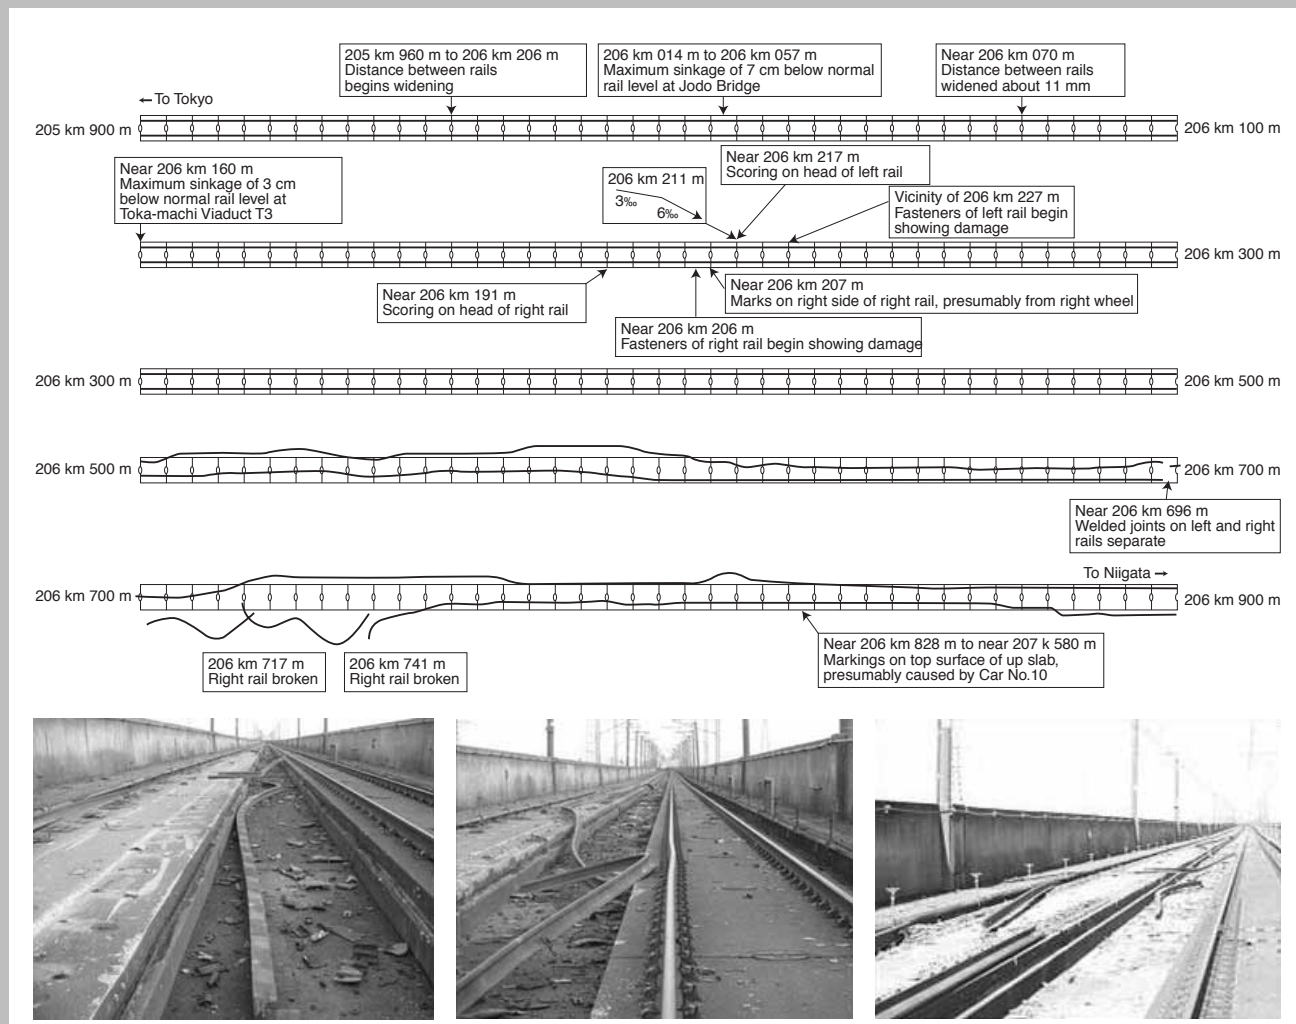 205 km 960 m to 206 km 206 m
Distance between rails
begins widening
206 km 014 m to 206 km 057 m
Maximum sinkage of 7 cm below normal
rail level at Jodo Bridge
Near 206 km 070 m
Distance between rails
widened about 11 mm
←To Tokyo
205 km 900 m
206 km 100 m
Near 206 km 160 m
Maximum sinkage of 3 cm
below normal rail level at
Toka-machi Viaduct T3
206 km 211 m
3‰
6‰
Near 206 km 217 m
Scoring on head of left rail
Vicinity of 206 km 227 m
Fasteners of left rail begin
showing damage
206 km 300 m
Near 206 km 191 m
Scoring on head of right rail
Near 206 km 207 m
Marks on right side of right rail, presumably from right wheel
Near 206 km 206 m
Fasteners of right rail begin showing damage
206 km 300 m
206 km 500 m
206 km 500 m
206 km 700 m
Near 206 km 696 m
Welded joints on left and right
rails separate
To Niigata →
206 km 700 m
206 km 900 m
206 km 717 m
Right rail broken
206 km 741 m
Right rail broken
Near 206 km 828 m to near 207 k 580 m
Markings on top surface of up slab,
presumably caused by Car No.10